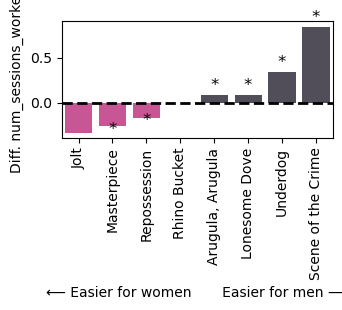 Diff. num_sessions_worke
0.5
0.0
*
*
*
*
*
*
Jolt
Masterpiece
Repossession
Rhino Bucket
Arugula, Arugula
Lonesome Dove
Underdog
Scene of the Crime
⟵ Easier for women
Easier for men —